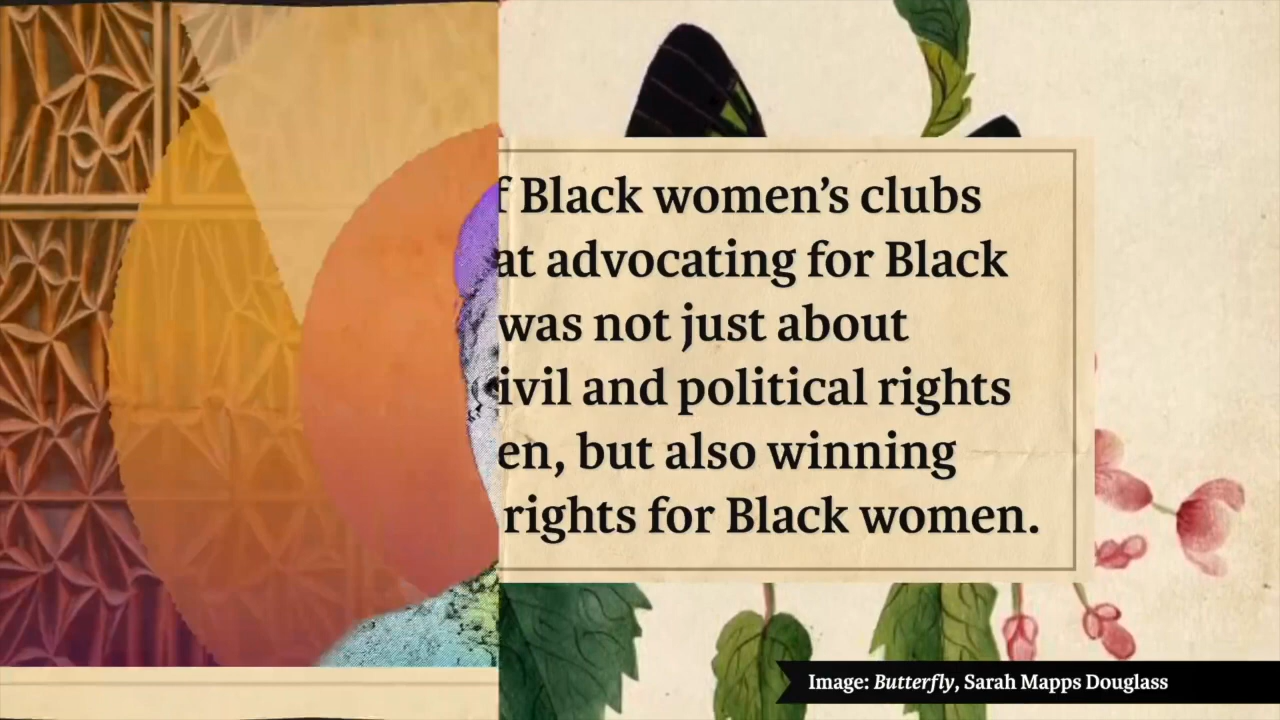 f Black women’s clubs
at advocating for Black
was not just about
ivil and political rights
en, but also winning
rights for Black women.
Image: Butterfly, Sarah Mapps Douglass